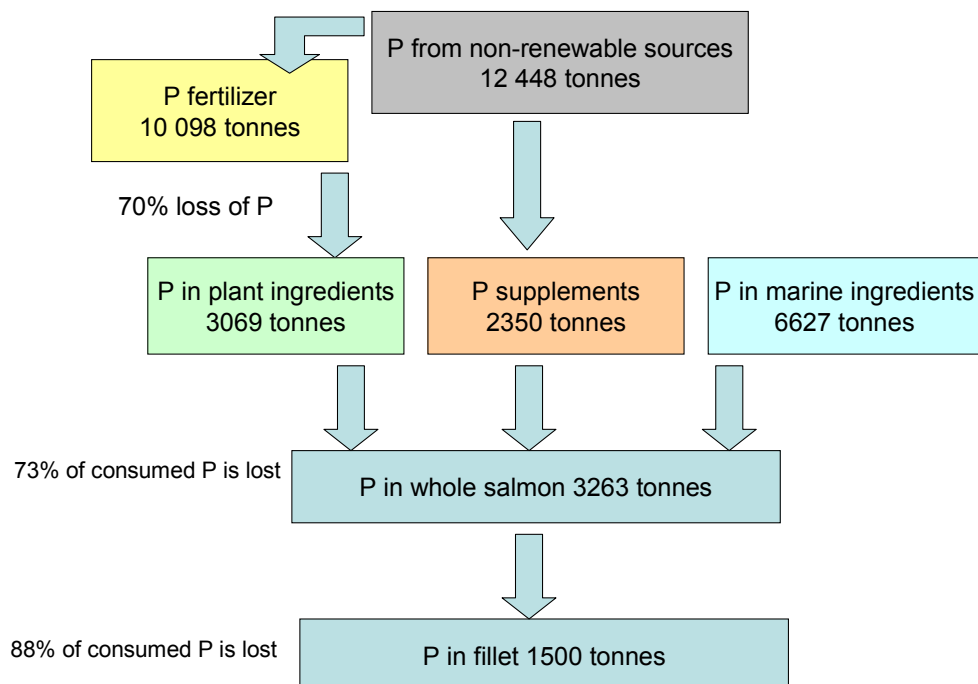 P from non-renewable sources
12 448 tonnes
P fertilizer
10 098 tonnes
70% loss of P
P in plant ingredients
3069 tonnes
P supplements
2350 tonnes
P in marine ingredients
6627 tonnes
73% of consumed P is lost
P in whole salmon 3263 tonnes
88% of consumed P is lost
P in fillet 1500 tonnes